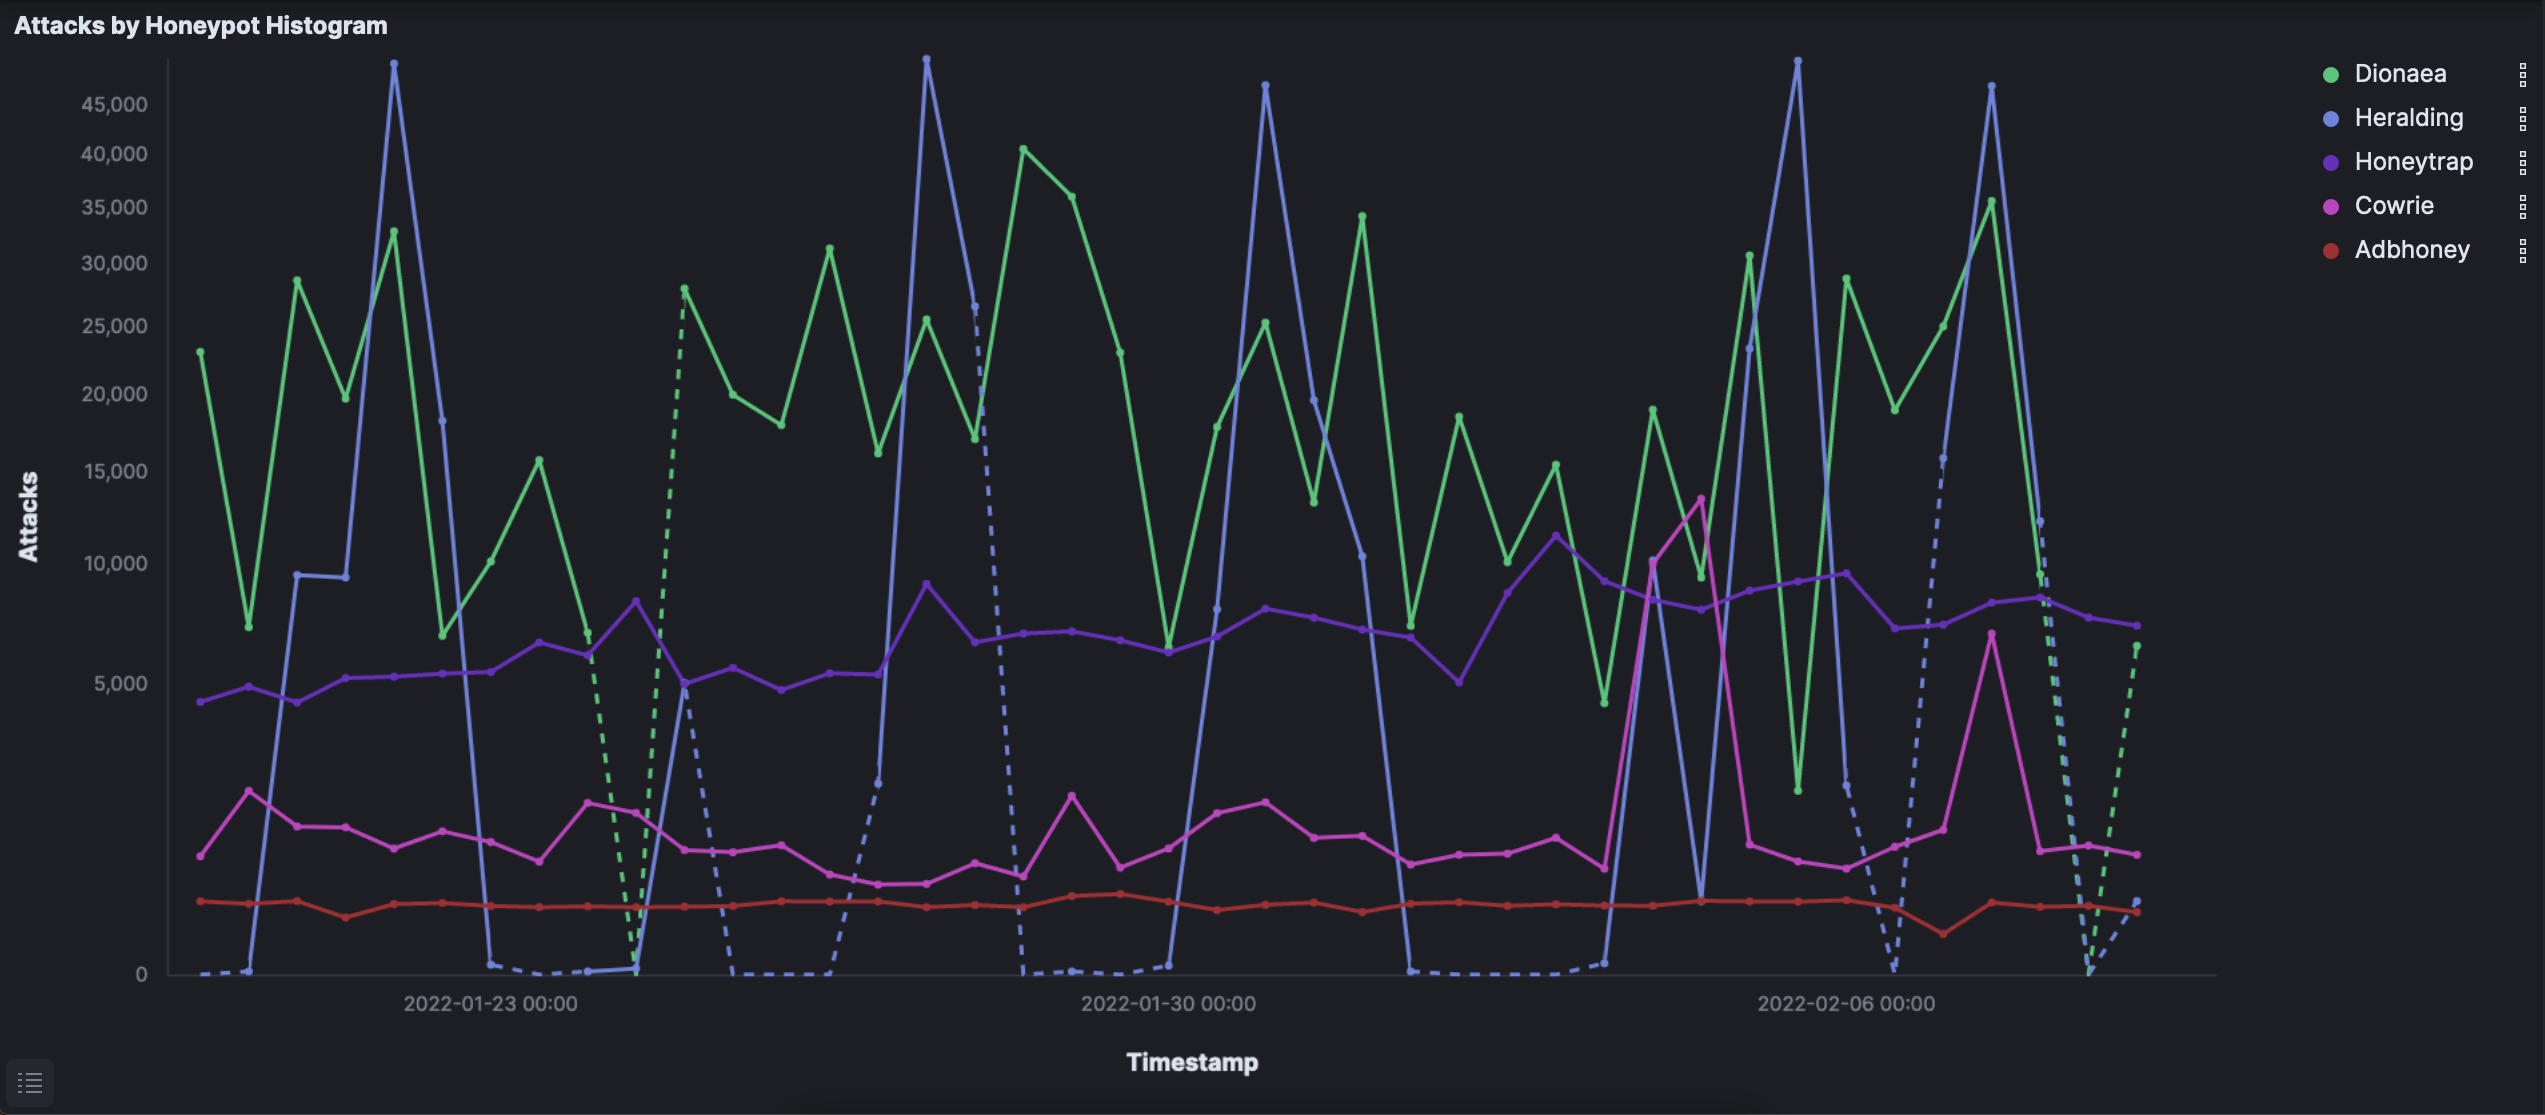 Attacks by Honeypot Histogram
Dionaea
Heralding
Honeytrap
Cowrie
Adbhoney
45,000
40,000
35,000
30,000
25,000
20,000
15,000
10,000
5,000
0
Attacks
2022-01-23 00:00
2022-01-30 00:00
2022-02-06 00:00
Timestamp